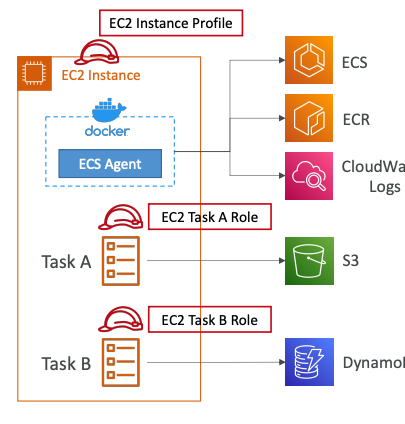 EC2 Instance Profile
EC2 Instance
docker
ECS Agent
ECS
ECR
CloudWa
Logs
EC2 Task A Role
Task A
S3
EC2 Task B Role
Task B
Dynamo